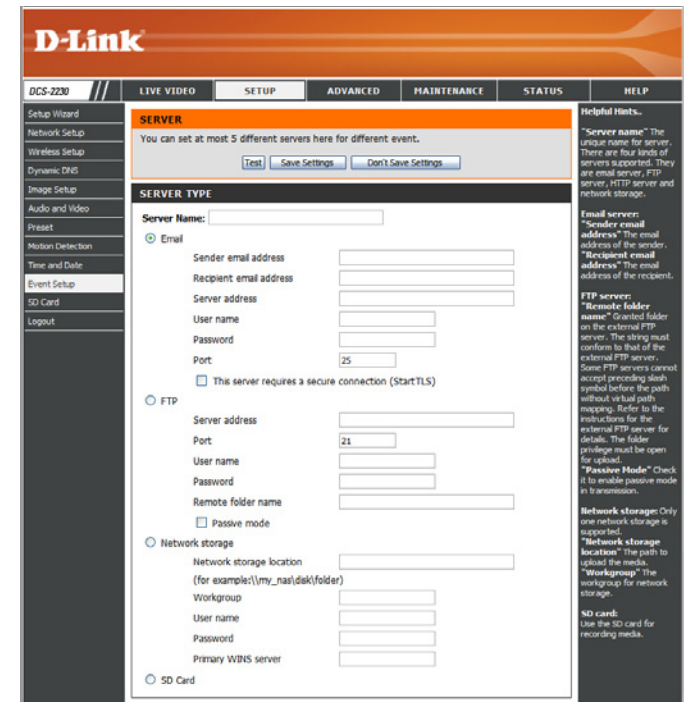 D-Link
DCS-2230
LIVE VIDEO
SETUP
ADVANCED
MAINTENANCE
STATUS
HELP
Setup Wizard
Network Setup
Wireless Setup
Dynamic DNS
Image Setup
Audio and Video
Preset
Motion Detection
Time and Date
Event Setup
SD Card
Logout
SERVER
You can set at most 5 different servers here for different event.
Test
Save Settings
Don't Save Settings
SERVER TYPE
Server Name:
Email
Sender email address
Recipient email address
Server address
User name
Password
Port 25
This server requires a secure connection (StartTLS)
FTP
Server address
Port 21
User name
Password
Remote folder name
Passive mode
Network storage
Network storage location
(for example:\\my_nas\disk\folder)
Workgroup
User name
Password
Primary WINS server
SD Card
Helpful Hints..
"Server name" The
unique name for server.
There are four kinds of
servers supported. They
are email server, FTP
server, HTTP server and
network storage.
Email server:
"Sender email
address" The email
address of the sender.
"Recipient email
address" The email
address of the recipient.
FTP server:
"Remote folder
name" Granted folder
on the external FTP
server. The string must
conform to that of the
external FTP server.
Some FTP servers cannot
accept preceding slash
symbol before the path
without virtual path
mapping. Refer to the
instructions for the
external FTP server for
details. The folder
privilege must be open
for upload.
"Passive Mode" Check
it to enable passive mode
in transmission.
Network storage: Only
one network storage is
supported.
"Network storage
location" The path to
upload the media.
"Workgroup" The
workgroup for network
storage.
SD card:
Use the SD card for
recording media.